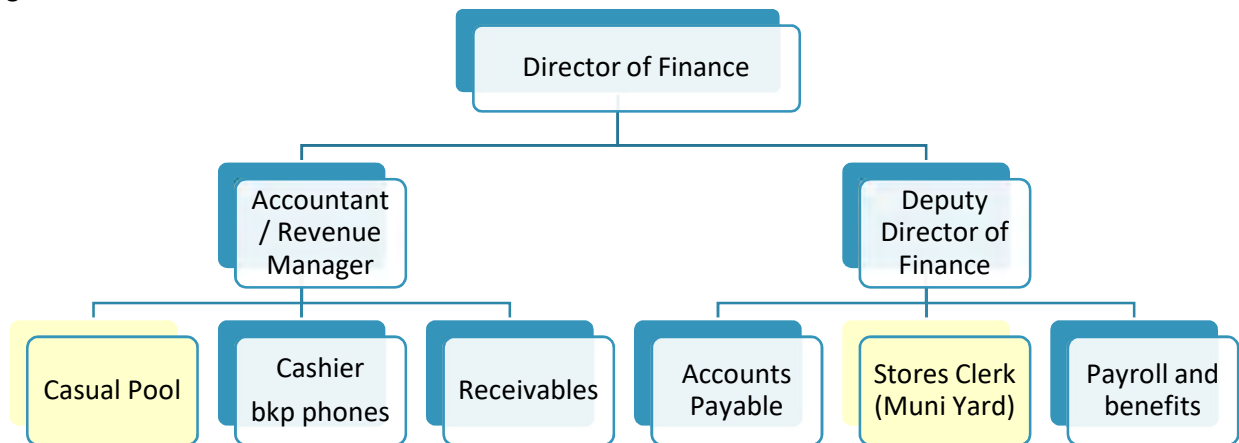 Director of Finance
Accountant
/ Revenue
Manager
Deputy
Director of
Finance
Casual Pool
Cashier
bkp phones
Receivables
Accounts
Payable
Stores Clerk
(Muni Yard)
Payroll and
benefits